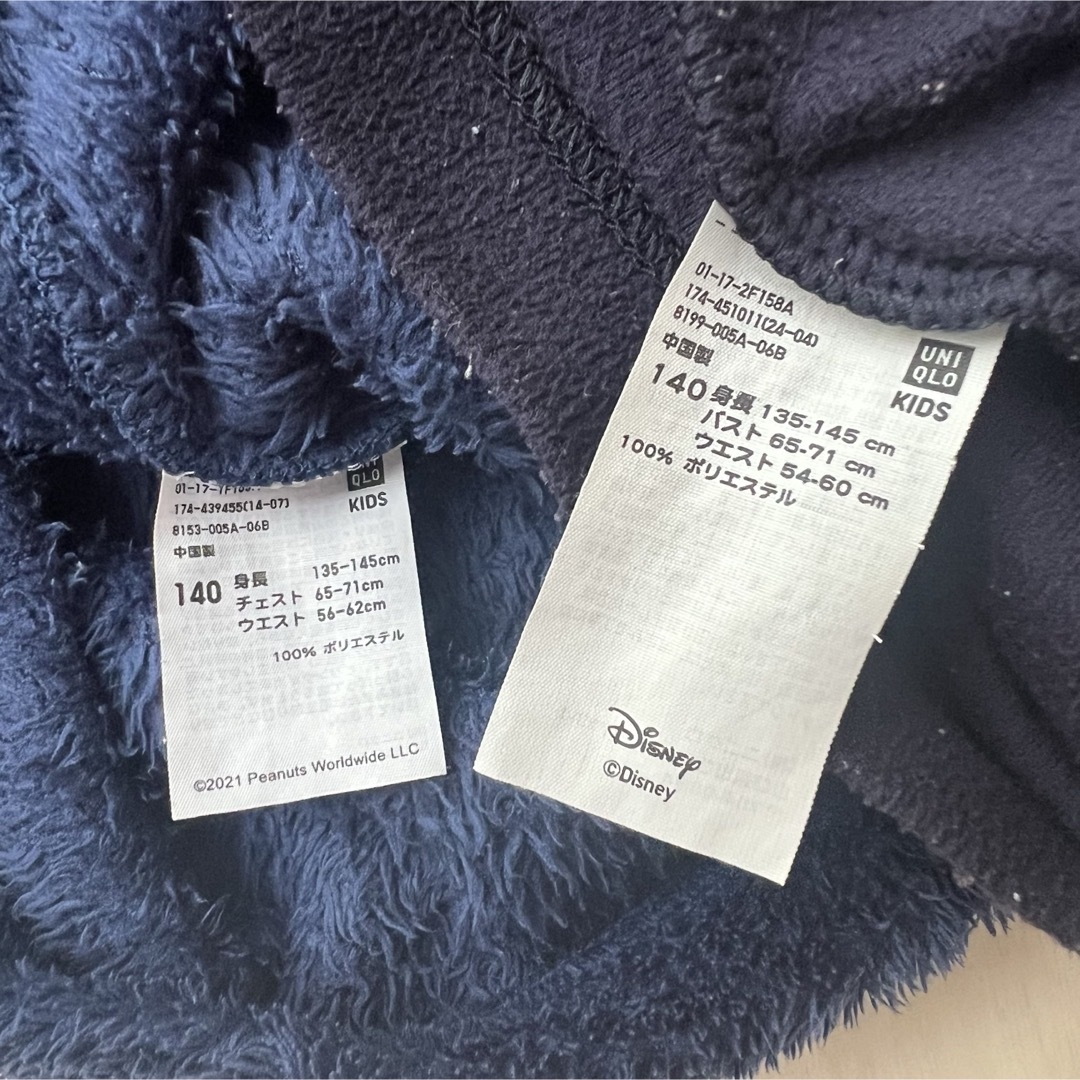 UNI
QLO
KIDS
174-439455(14-07)
8153-005A-06B
中国製
140 身長 135-145cm
チェスト 65-71cm
ウエスト 56-62cm
100% ポリエステル
©2021 Peanuts Worldwide LLC
01-17-2F158A
174-451011(24-04)
8199-005A-06B
中国製
UNI
QLO
KIDS
140 身長 135-145 cm
バスト 65-71 cm
ウエスト 54-60 cm
100% ポリエステル
Disney
©Disney